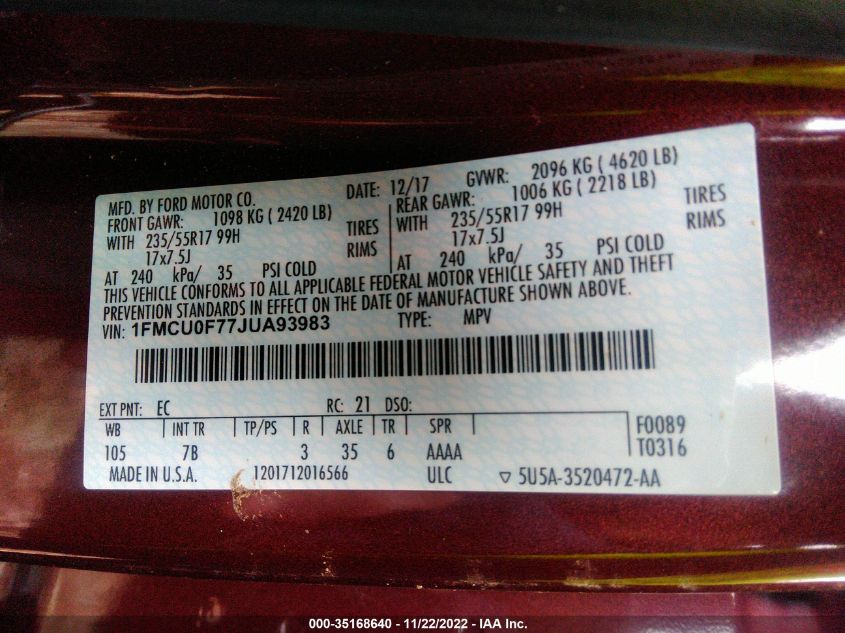 MFD. BY FORD MOTOR CO. DATE: 12/17 GVWR: 2096 KG ( 4620 LB)
FRONT GAWR: 1098 KG ( 2420 LB) REAR GAWR: 1006 KG ( 2218 LB)
WITH 235/55R17 99H TIRES WITH 235/55R17 99H TIRES
17x7.5J RIMS 17x7.5J RIMS
AT 240 kPa/ 35 PSI COLD AT 240 kPa/ 35 PSI COLD
THIS VEHICLE CONFORMS TO ALL APPLICABLE FEDERAL MOTOR VEHICLE SAFETY AND THEFT
PREVENTION STANDARDS IN EFFECT ON THE DATE OF MANUFACTURE SHOWN ABOVE.
VIN: 1FMCU0F77JUA93983 TYPE: MPV
EXT PNT: EC RC: 21 DSO:
WB INT TR TP/PS R AXLE TR SPR F0089
105 7B 3 35 6 AAAA T0316
MADE IN U.S.A. 1201712016566 ULC ▽ 5U5A-3520472-AA
000-35168640 - 11/22/2022 - IAA Inc.